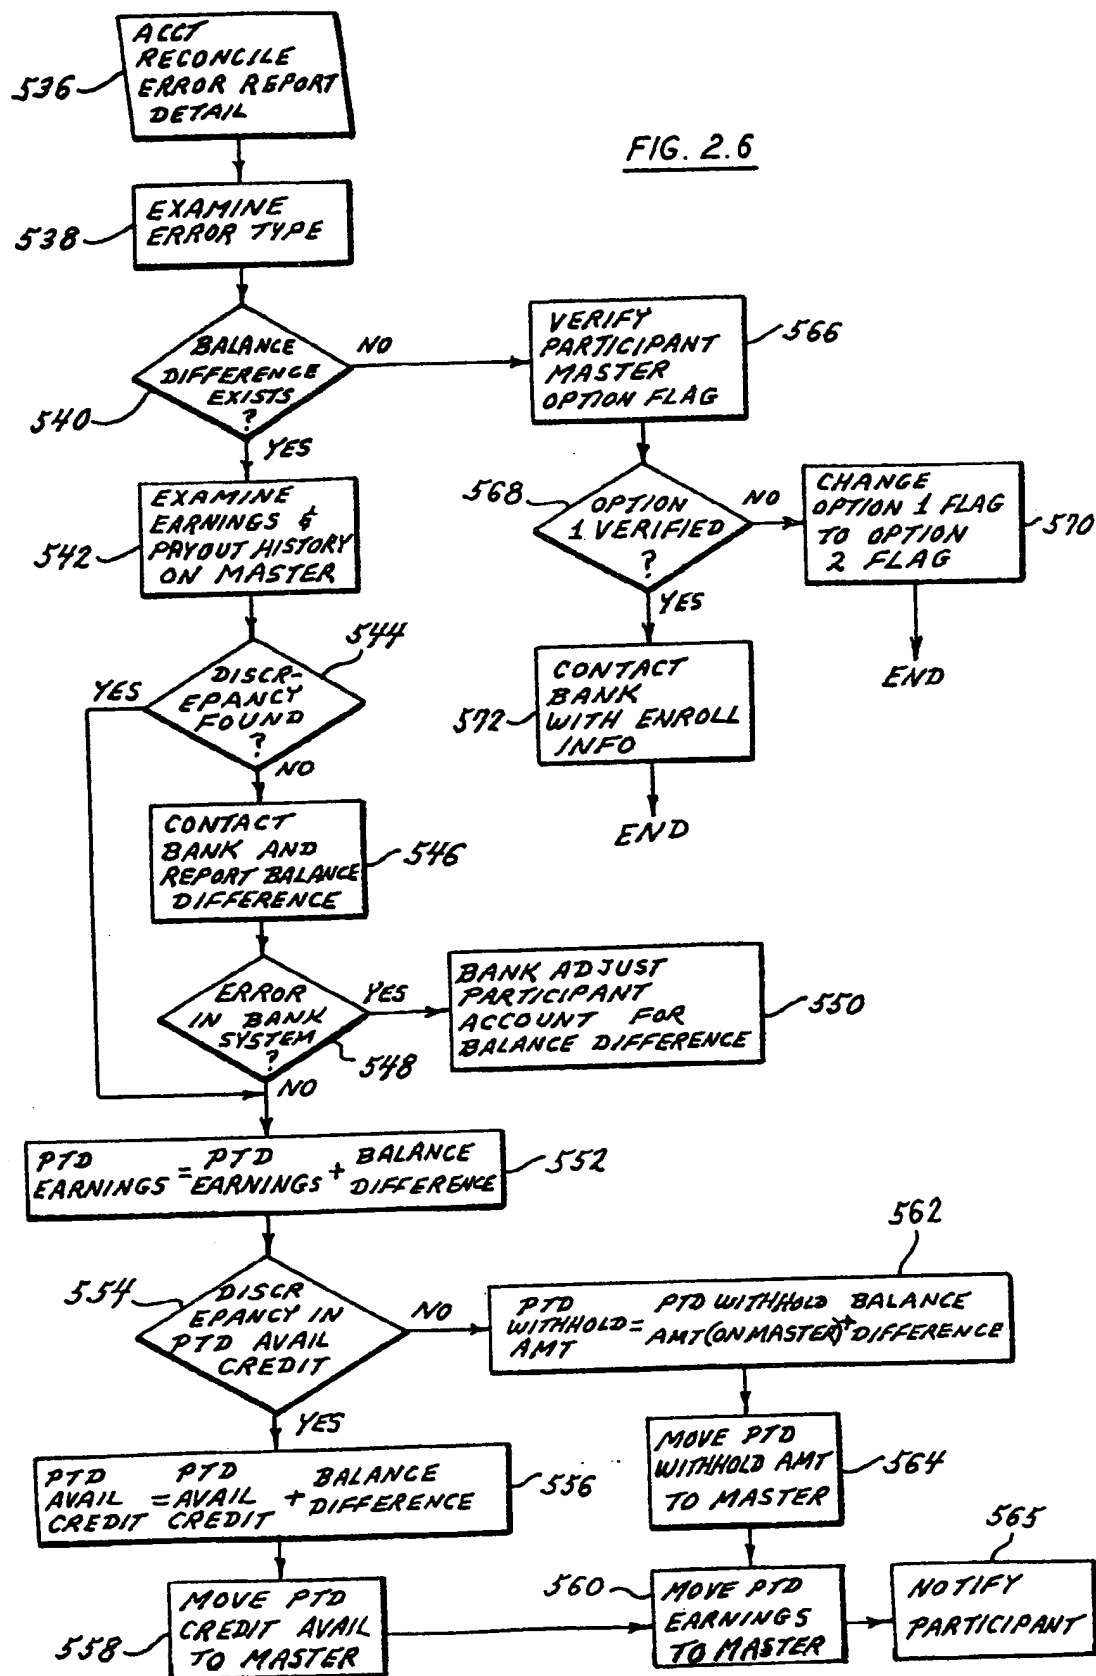 ACCT
RECONCILE
ERROR REPORT
DETAIL
536
FIG. 2.6
EXAMINE
ERROR TYPE
538
BALANCE
DIFFERENCE
EXISTS
?
540
NO
YES
VERIFY
PARTICIPANT
MASTER
OPTION FLAG
566
EXAMINE
EARNINGS &
PAYOUT HISTORY
ON MASTER
542
568
OPTION
1 VERIFIED
?
NO
YES
CHANGE
OPTION 1 FLAG
TO OPTION
2 FLAG
570
END
544
DISCR-
EPANCY
FOUND
?
YES
NO
CONTACT
BANK
WITH ENROLL
INFO
572
END
CONTACT
BANK AND
REPORT BALANCE
DIFFERENCE
546
ERROR
IN BANK
SYSTEM
?
548
YES
NO
BANK ADJUST
PARTICIPANT
ACCOUNT FOR
BALANCE DIFFERENCE
550
PTD PTD BALANCE
EARNINGS = EARNINGS + DIFFERENCE
552
554
DISCR
EPANCY IN
PTD AVAIL
CREDIT
NO
YES
562
PTD PTD WITHHOLD BALANCE
WITHHOLD = AMT (ON MASTER) + DIFFERENCE
AMT
PTD PTD BALANCE
AVAIL = AVAIL + DIFFERENCE
CREDIT CREDIT
556
MOVE PTD
WITHHOLD AMT
TO MASTER
564
MOVE PTD
CREDIT AVAIL
TO MASTER
558
560
MOVE PTD
EARNINGS
TO MASTER
565
NOTIFY
PARTICIPANT